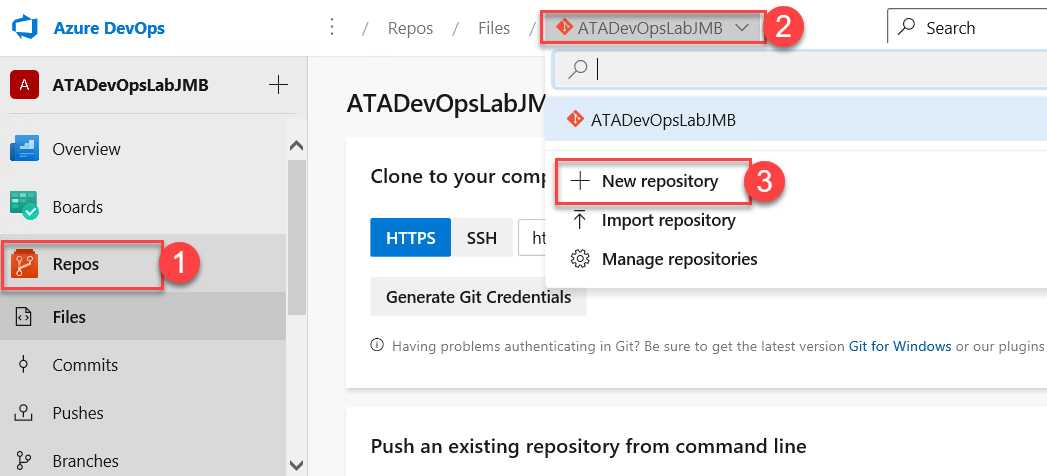 Azure DevOps
/ Repos / Files / ATADevOpsLabJMB
2
Search
A ATADevOpsLabJMB
Overview
Boards
Repos
1
Files
Commits
Pushes
Branches
ATADevOpsLabJM
ATADevOpsLabJMB
New repository
3
Import repository
Manage repositories
Clone to your comp
HTTPS SSH ht
Generate Git Credentials
Having problems authenticating in Git? Be sure to get the latest version Git for Windows or our plugins
Push an existing repository from command line